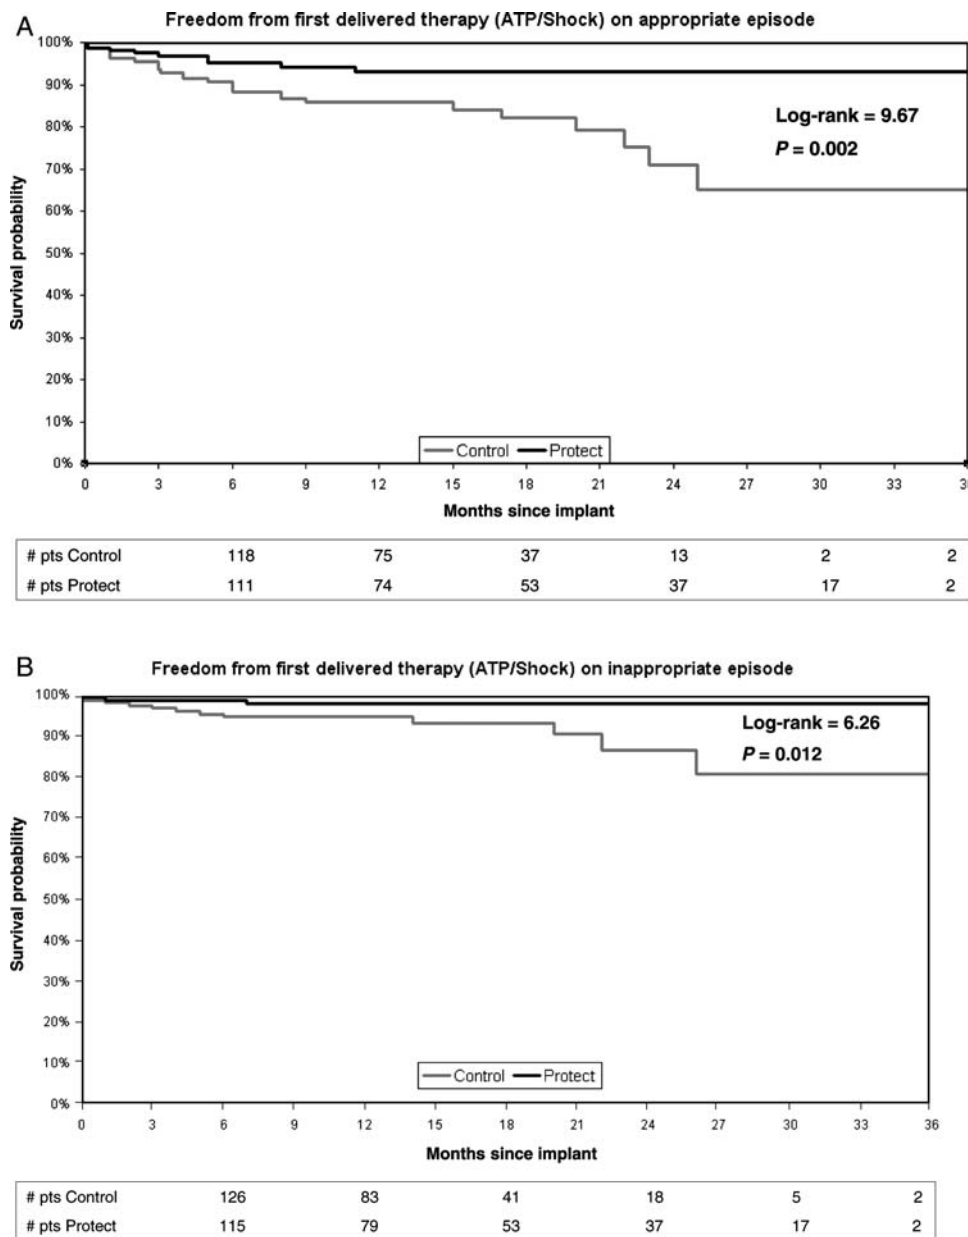 A
Freedom from first delivered therapy (ATP/Shock) on appropriate episode
100%
90%
80%
70%
60%
50%
40%
30%
20%
10%
0%
Survival probability
Log-rank = 9.67
P = 0.002
Control Protect
0 3 6 9 12 15 18 21 24 27 30 33
Months since implant
# pts Control 118 75 37 13 2 2
# pts Protect 111 74 53 37 17 2
B
Freedom from first delivered therapy (ATP/Shock) on inappropriate episode
100%
90%
80%
70%
60%
50%
40%
30%
20%
10%
0%
Survival probability
Log-rank = 6.26
P = 0.012
Control Protect
0 3 6 9 12 15 18 21 24 27 30 33 36
Months since implant
# pts Control 126 83 41 18 5 2
# pts Protect 115 79 53 37 17 2